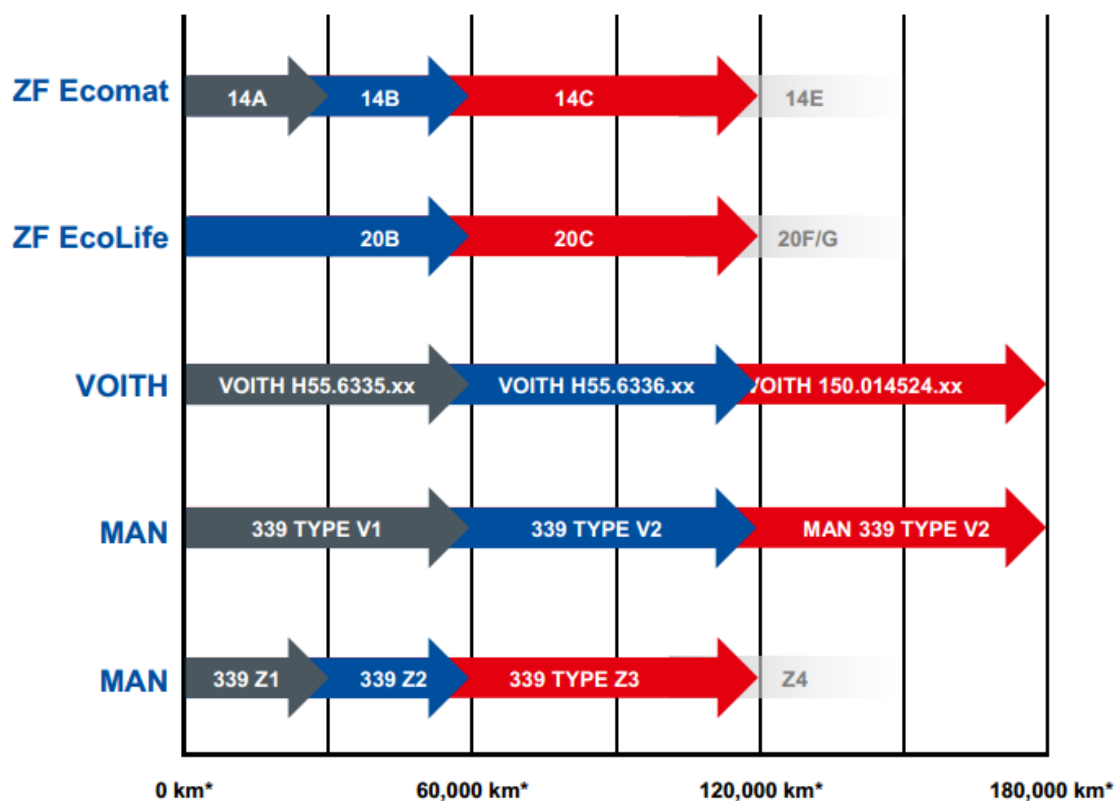 ZF Ecomat
14A 14B 14C 14E
ZF EcoLife
20B 20C 20F/G
VOITH
VOITH H55.6335.xx VOITH H55.6336.xx VOITH 150.014524.xx
MAN
339 TYPE V1 339 TYPE V2 MAN 339 TYPE V2
MAN
339 Z1 339 Z2 339 TYPE Z3 Z4
0 km* 60,000 km* 120,000 km* 180,000 km*